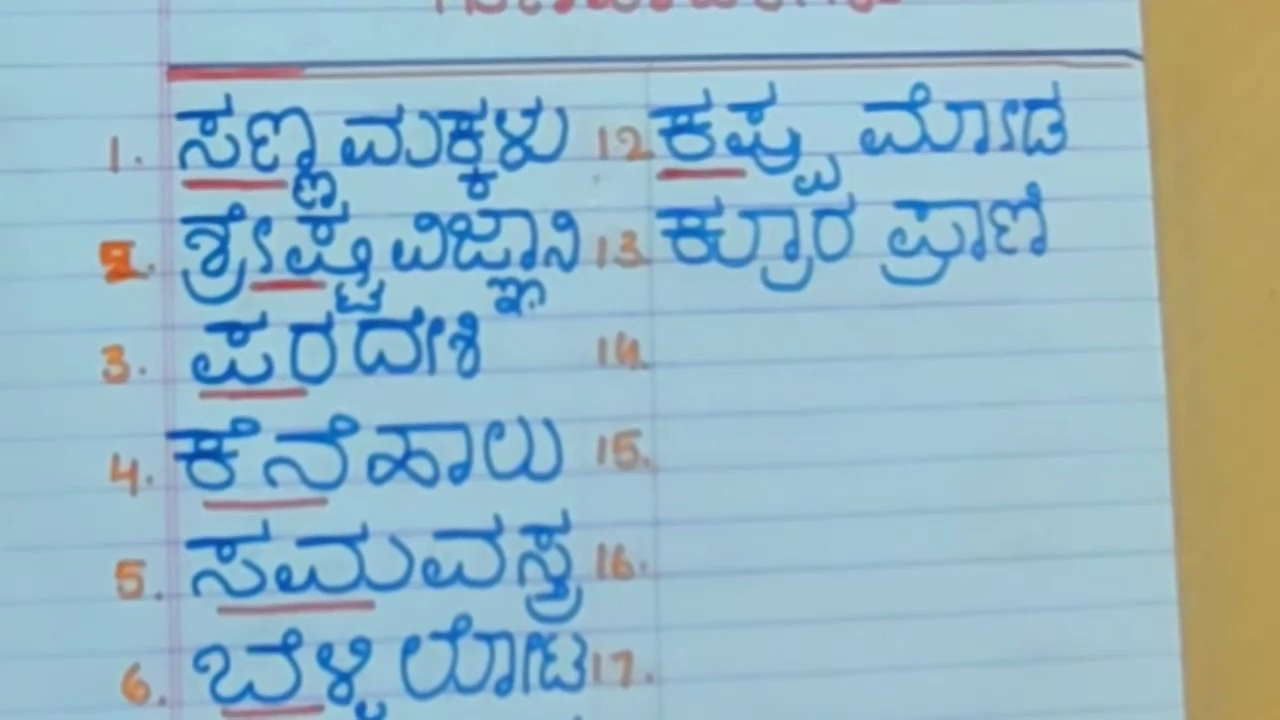 1. ಸಣ್ಣ ಮಕ್ಕಳು 12 ಕಪ್ಪು ಮೋಡ
2. ಶ್ರೇಷ್ಟ ವಿಜ್ಞಾನಿ 13 ಕ್ರೂರ ಪ್ರಾಣಿ
3. ಪರದೇಶಿ 14.
4. ಕೆನೆಹಾಲು 15.
5. ಸಮವಸ್ತ್ರ 16.
6. ಬೆಳ್ಳಿ ಲೋಟ 17.